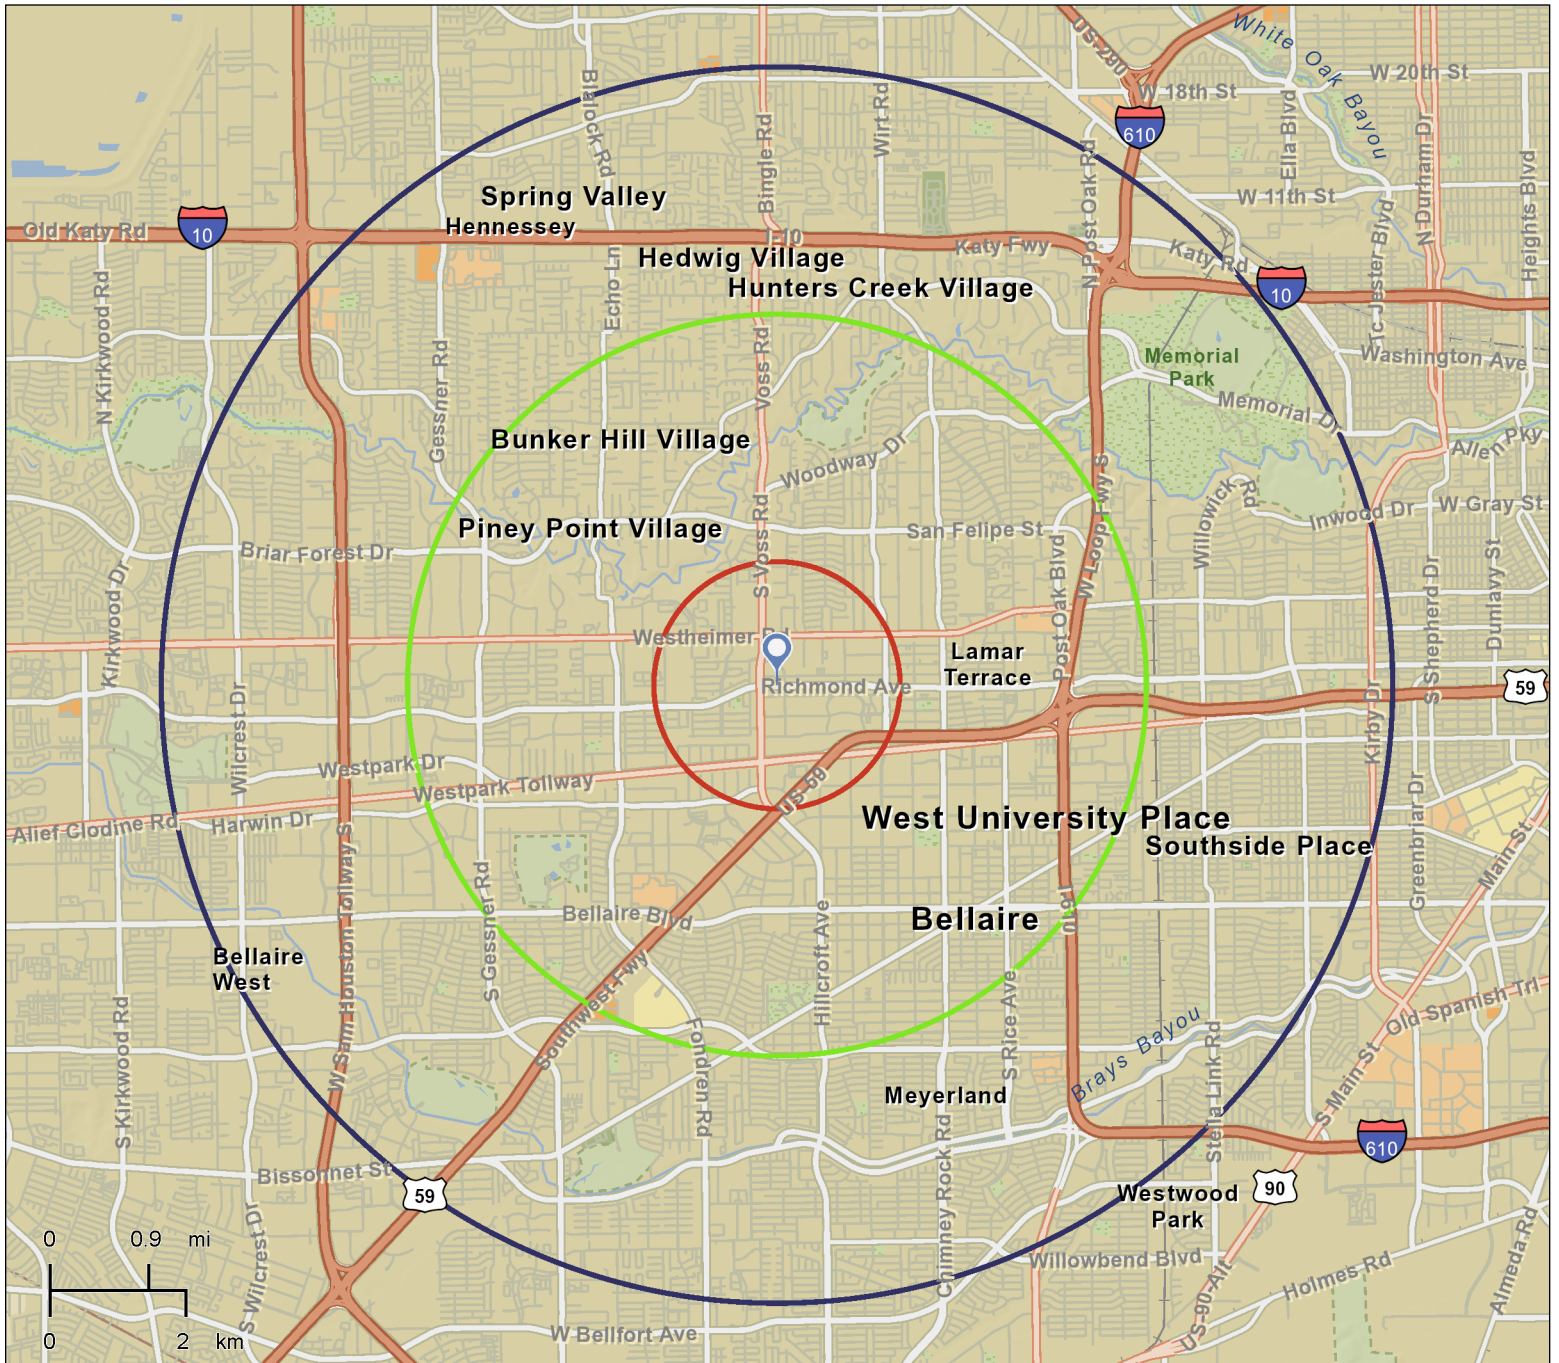 US-290
White Oak Bayou
W 20th St
W 18th St
610
Blalock Rd
Wirt Rd
Bingle Rd
N Post Oak Rd
Ella Blvd
N Durham Dr
Heights Blvd
Spring Valley
W 11th St
Hennessey
Old Katy Rd
10
I-10
Katy Fwy
Katy Rd
Hedwig Village
Hunters Creek Village
10
Echo Ln
N Kirkwood Rd
Tc Jester Blvd
Gessner Rd
S Voss Rd
Memorial
Park
Washington Ave
Memorial Dr
Bunker Hill Village
Woodway Dr
Allen Pky
Willowick Rd
Piney Point Village
San Felipe St
Inwood Dr
W Gray St
S Voss Rd
W Loop Fwy S
Briar Forest Dr
Kirkwood Dr
Post Oak Blvd
S Shepherd Dr
Dunlavy St
Westheimer Rd
Lamar
Terrace
Richmond Ave
59
Wilcrest Dr
Kirby Dr
Westpark Dr
Westpark Tollway
US-59
Alief Clodine Rd
Harwin Dr
West University Place
Southside Place
Greenbriar Dr
Main St
W Sam Houston Tollway S
S Gessner Rd
Bellaire Blvd
Bellaire
I-610
Hillcroft Ave
Bellaire
West
Southwest Fwy
S Rice Ave
Old Spanish Trl
S Kirkwood Rd
Fondren Rd
Brays Bayou
Stella Link Rd
S Main St
Meyerland
610
Bissonnet St
59
Chimney Rock Rd
Westwood
Park
90
S Wilcrest Dr
Willowbend Blvd
Holmes Rd
Almeda Rd
US-90-Alt
W Bellfort Ave
0 0.9 mi
0 2 km